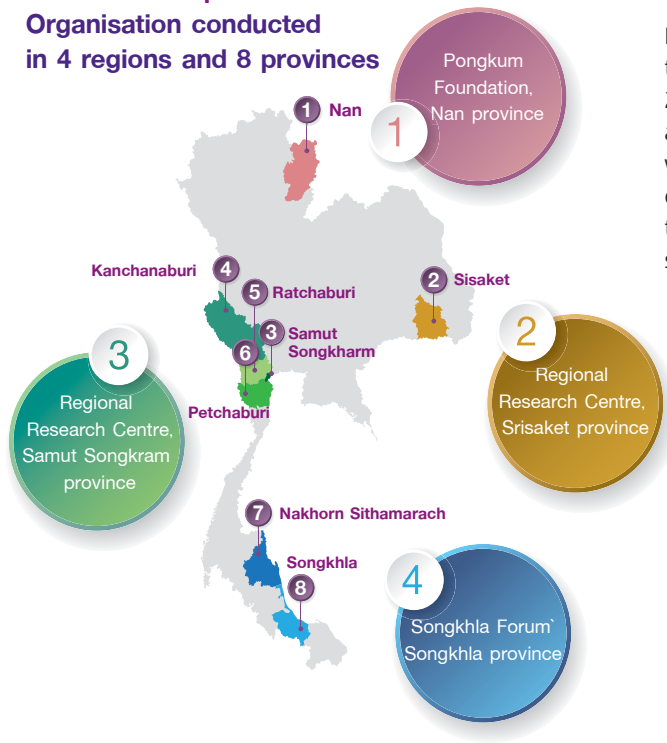 Organisation conducted
in 4 regions and 8 provinces
1 Nan
1
Pongkum
Foundation,
Nan province
Kanchanaburi 4
5 Ratchaburi
2 Sisaket
3 Samut
Songkharm
6
Petchaburi
3
Regional
Research Centre,
Samut Songkram
province
2
Regional
Research Centre,
Srisaket province
7 Nakhorn Sithamarach
Songkhla
8
4
Songkhla Forum`
Songkhla province